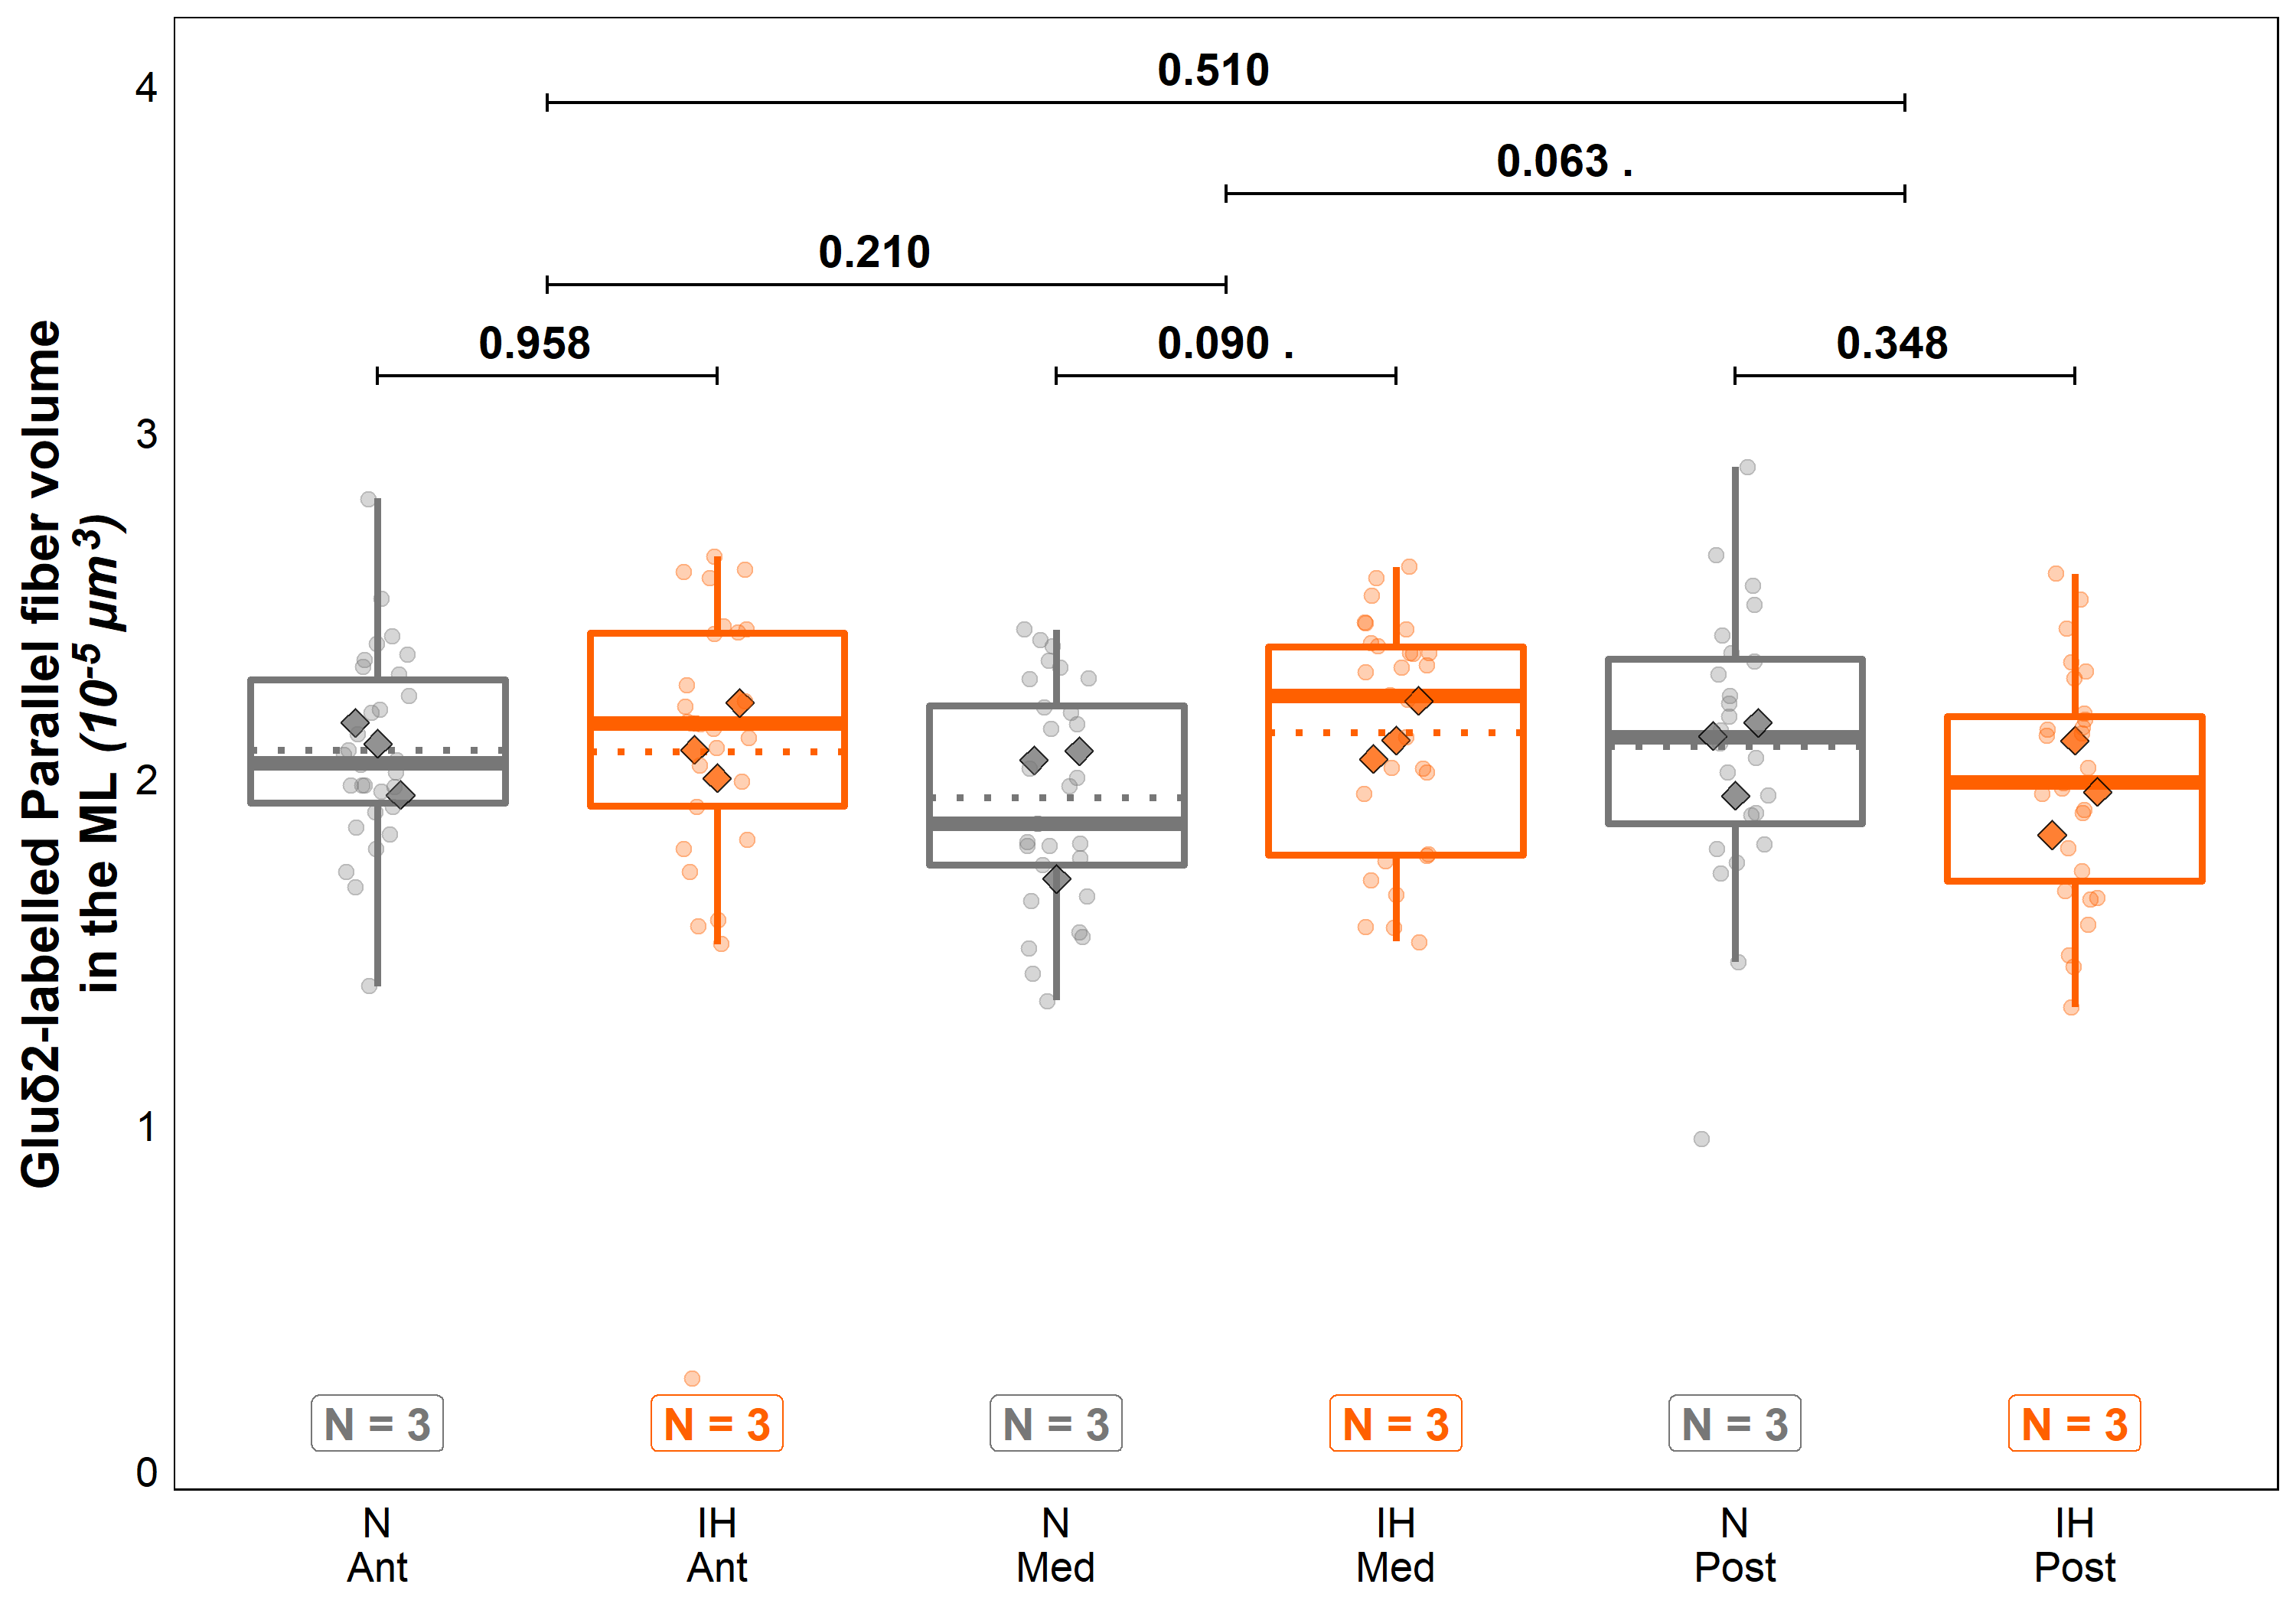 Gluδ2-labelled Parallel fiber volume
in the ML (10⁻⁵ µm³)
4
3
2
1
0
0.510
0.063 .
0.210
0.958
0.090 .
0.348
N = 3
N = 3
N = 3
N = 3
N = 3
N = 3
N
Ant
IH
Ant
N
Med
IH
Med
N
Post
IH
Post